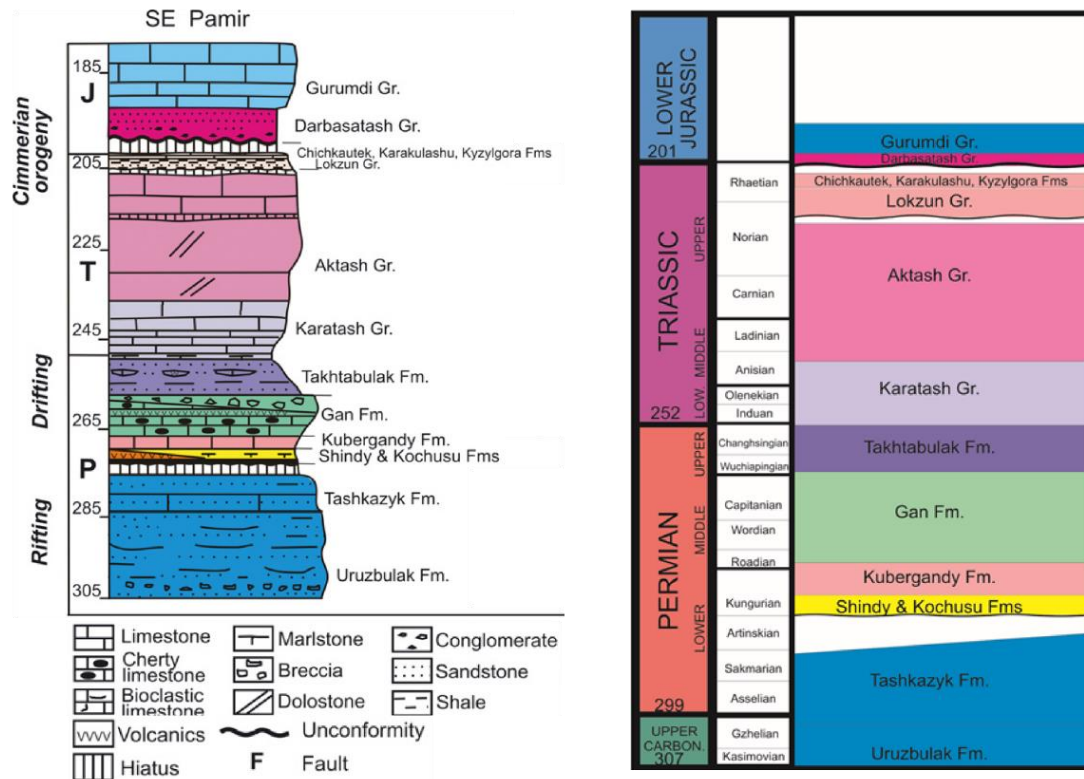 SE Pamir
Cimmerian
orogeny
Drifting
Rifting
185
J
205
225
T
245
265
P
285
305
Gurumdi Gr.
Darbasatash Gr.
Chichkautek, Karakulashu, Kyzylgora Fms
Lokzun Gr.
Aktash Gr.
Karatash Gr.
Takhtabulak Fm.
Gan Fm.
Kubergandy Fm.
Shindy & Kochusu Fms
Tashkazyk Fm.
Uruzbulak Fm.
Limestone
Marlstone
Conglomerate
Cherty
limestone
Breccia
Sandstone
Bioclastic
limestone
Dolostone
Shale
Volcanics
Unconformity
Hiatus
F Fault
LOWER
JURASSIC
201
TRIASSIC
UPPER
MIDDLE
LOW.
252
PERMIAN
UPPER
MIDDLE
LOWER
299
UPPER
CARBON.
307
Rhaetian
Norian
Carnian
Ladinian
Anisian
Olenekian
Induan
Changhsingian
Wuchiapingian
Capitanian
Wordian
Roadian
Kungurian
Artinskian
Sakmarian
Asselian
Gzhelian
Kasimovian
Gurumdi Gr.
Darbasatash Gr.
Chichkautek, Karakulashu, Kyzylgora Fms
Lokzun Gr.
Aktash Gr.
Karatash Gr.
Takhtabulak Fm.
Gan Fm.
Kubergandy Fm.
Shindy & Kochusu Fms
Tashkazyk Fm.
Uruzbulak Fm.